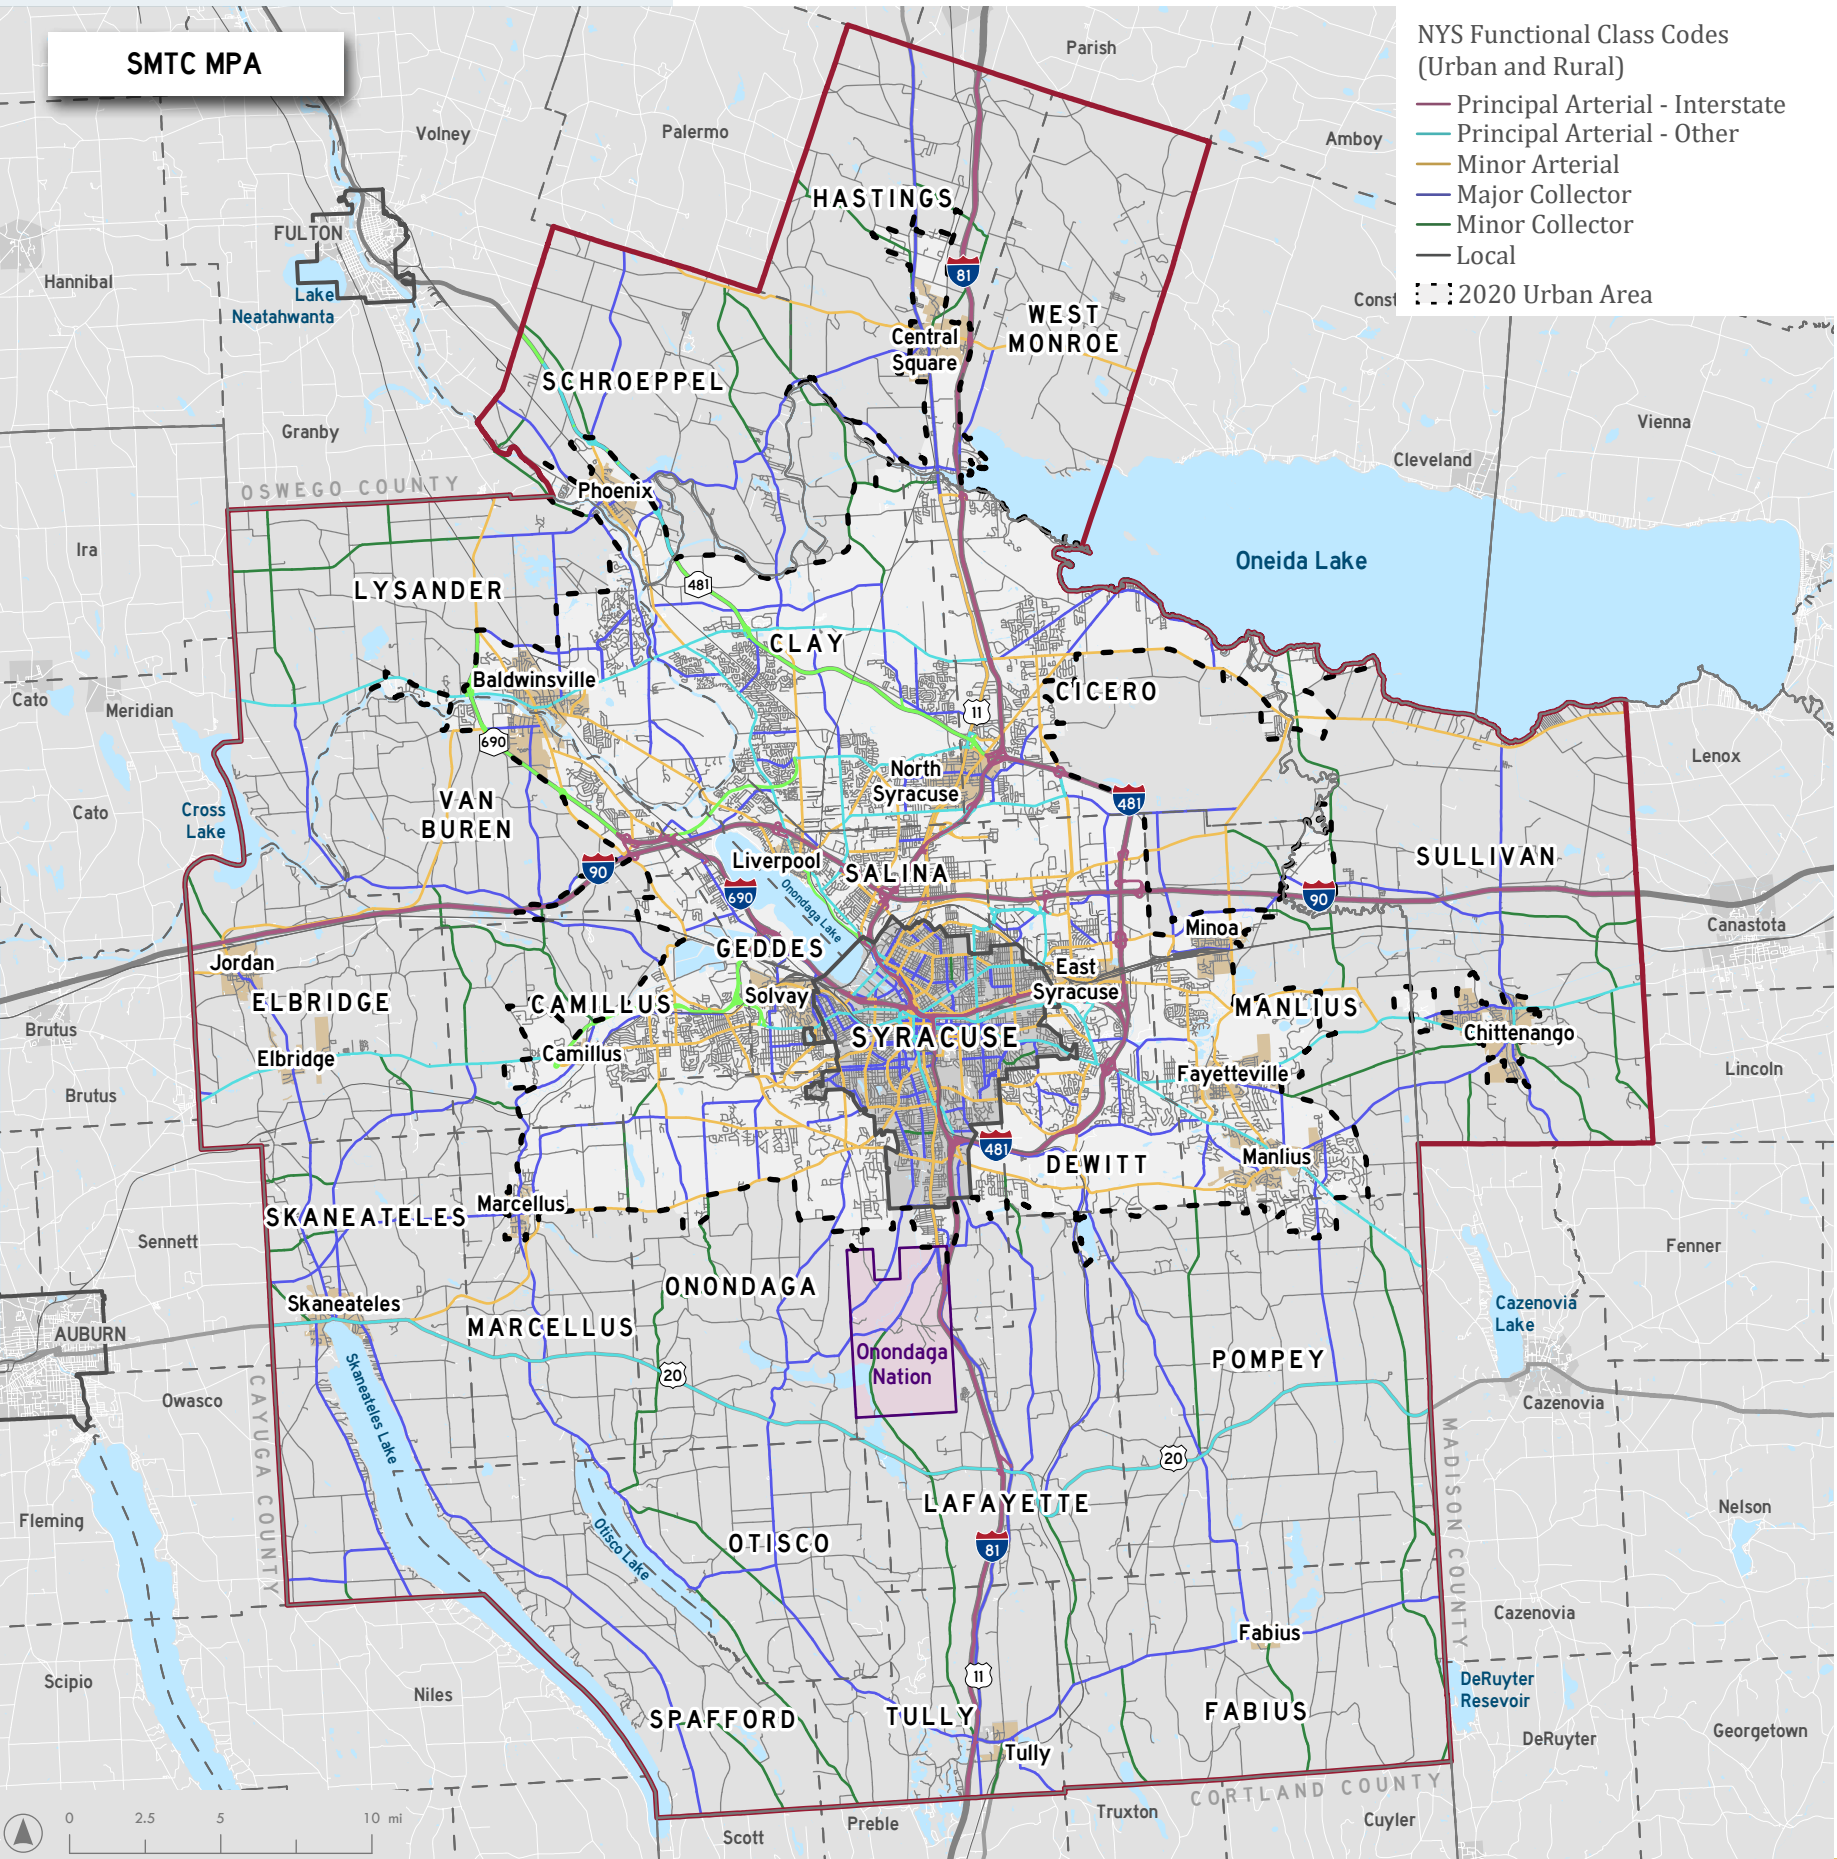 SMTC MPA
NYS Functional Class Codes
(Urban and Rural)
Principal Arterial - Interstate
Principal Arterial - Other
Minor Arterial
Major Collector
Minor Collector
Local
2020 Urban Area
Parish
Volney
Palermo
Amboy
HASTINGS
FULTON
Hannibal
81
Lake
Neatahwanta
Const
WEST
MONROE
Central
Square
SCHROEPPEL
Granby
Vienna
Cleveland
OSWEGO COUNTY
Phoenix
Ira
Oneida Lake
LYSANDER
481
CLAY
Baldwinsville
CICERO
Cato
Meridian
11
690
Lenox
North
Syracuse
VAN
BUREN
481
Cato
Cross
Lake
Liverpool
SALINA
SULLIVAN
90
690
Onondaga Lake
90
Minoa
Canastota
GEDDES
Jordan
East
Syracuse
ELBRIDGE
CAMILLUS
Solvay
MANLIUS
Brutus
SYRACUSE
Chittenango
Elbridge
Camillus
Fayetteville
Lincoln
Brutus
481
DEWITT
Manlius
Marcellus
SKANEATELES
Sennett
Fenner
ONONDAGA
Skaneateles
Cazenovia
Lake
MARCELLUS
AUBURN
Onondaga
Nation
POMPEY
20
Skaneateles Lake
Owasco
Cazenovia
CAYUGA COUNTY
MADISON COUNTY
20
LAFAYETTE
Nelson
Fleming
OTISCO
Otisco Lake
81
Cazenovia
Fabius
11
Scipio
Niles
DeRuyter
Resevoir
SPAFFORD
TULLY
FABIUS
Tully
DeRuyter
Georgetown
CORTLAND COUNTY
0 2.5 5 10 mi
Truxton
Preble
Cuyler
Scott